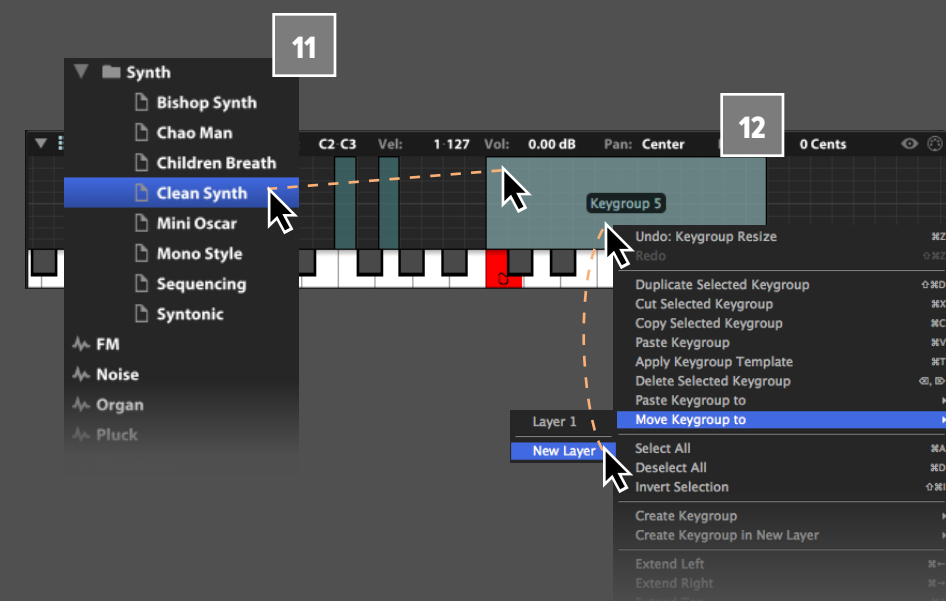 11
Synth
Bishop Synth
Chao Man
Children Breath
Clean Synth
Mini Oscar
Mono Style
Sequencing
Syntonic
FM
Noise
Organ
Pluck
12
C2-C3 Vel: 1-127 Vol: 0.00 dB Pan: Center 0 Cents
Keygroup 5
Undo: Keygroup Resize ⌘Z
Redo ⇧⌘Z
Duplicate Selected Keygroup ⇧⌘D
Cut Selected Keygroup ⌘X
Copy Selected Keygroup ⌘C
Paste Keygroup ⌘V
Apply Keygroup Template ⌘T
Delete Selected Keygroup ⌫, ⌦
Paste Keygroup to
Move Keygroup to
Layer 1
New Layer
Select All ⌘A
Deselect All ⌘D
Invert Selection ⇧⌘I
Create Keygroup
Create Keygroup in New Layer
Extend Left ⌘←
Extend Right ⌘→